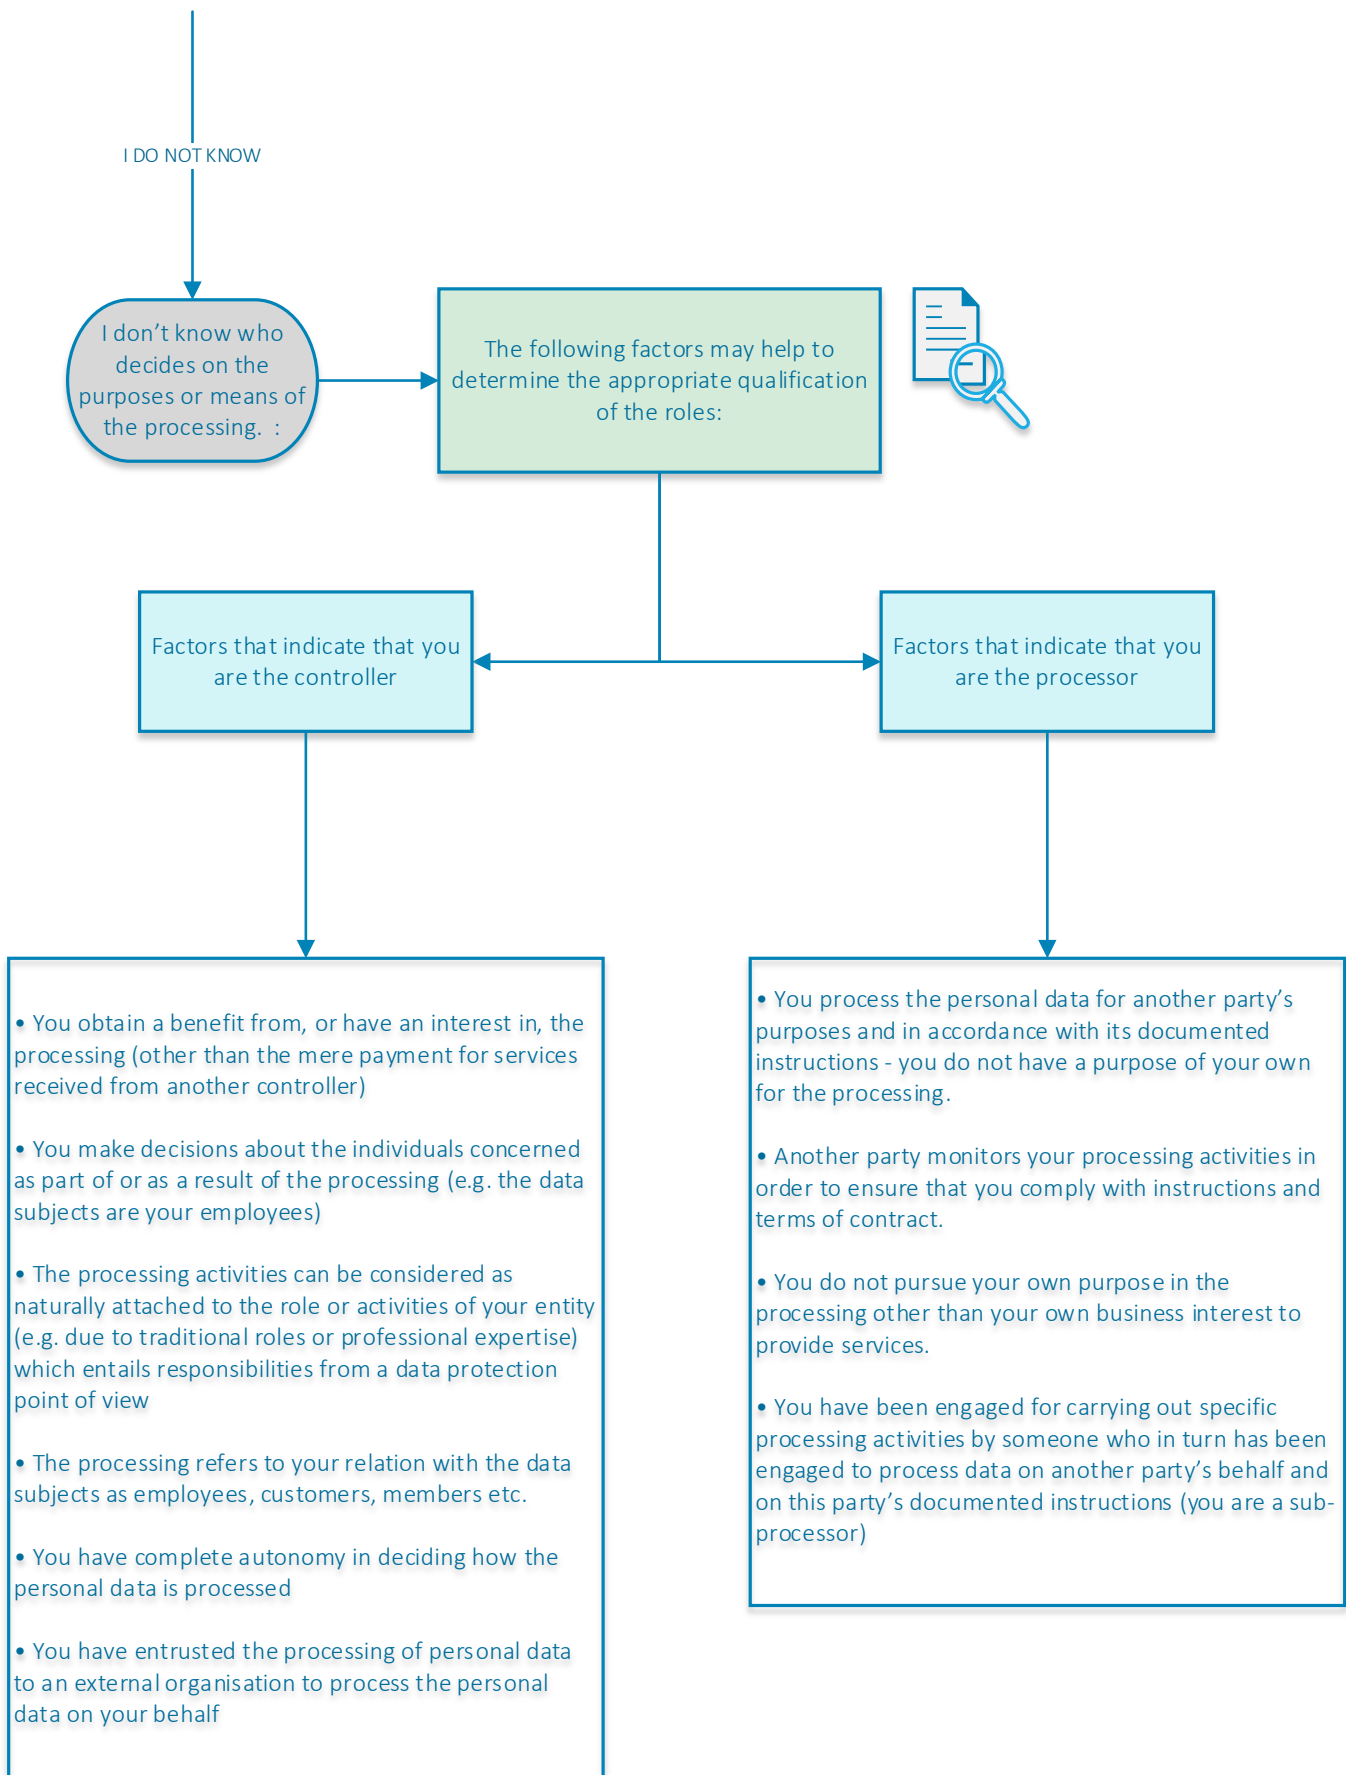 I DO NOT KNOW
I don’t know who
decides on the
purposes or means of
the processing.  :
The following factors may help to
determine the appropriate qualification
of the roles:
Factors that indicate that you
are the controller
Factors that indicate that you
are the processor
• You obtain a benefit from, or have an interest in, the
processing (other than the mere payment for services
received from another controller)
• You make decisions about the individuals concerned
as part of or as a result of the processing (e.g. the data
subjects are your employees)
• The processing activities can be considered as
naturally attached to the role or activities of your entity
(e.g. due to traditional roles or professional expertise)
which entails responsibilities from a data protection
point of view
• The processing refers to your relation with the data
subjects as employees, customers, members etc.
• You have complete autonomy in deciding how the
personal data is processed
• You have entrusted the processing of personal data
to an external organisation to process the personal
data on your behalf
• You process the personal data for another party’s
purposes and in accordance with its documented
instructions - you do not have a purpose of your own
for the processing.
• Another party monitors your processing activities in
order to ensure that you comply with instructions and
terms of contract.
• You do not pursue your own purpose in the
processing other than your own business interest to
provide services.
• You have been engaged for carrying out specific
processing activities by someone who in turn has been
engaged to process data on another party’s behalf and
on this party’s documented instructions (you are a sub-
processor)